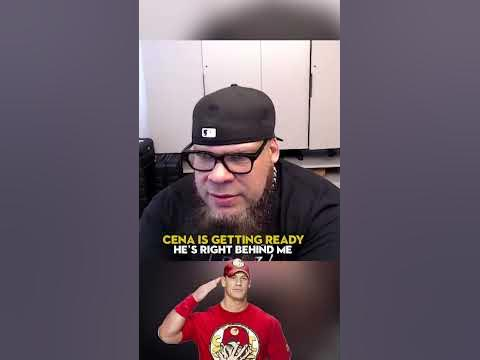 CENA IS GETTING READY
HE'S RIGHT BEHIND ME